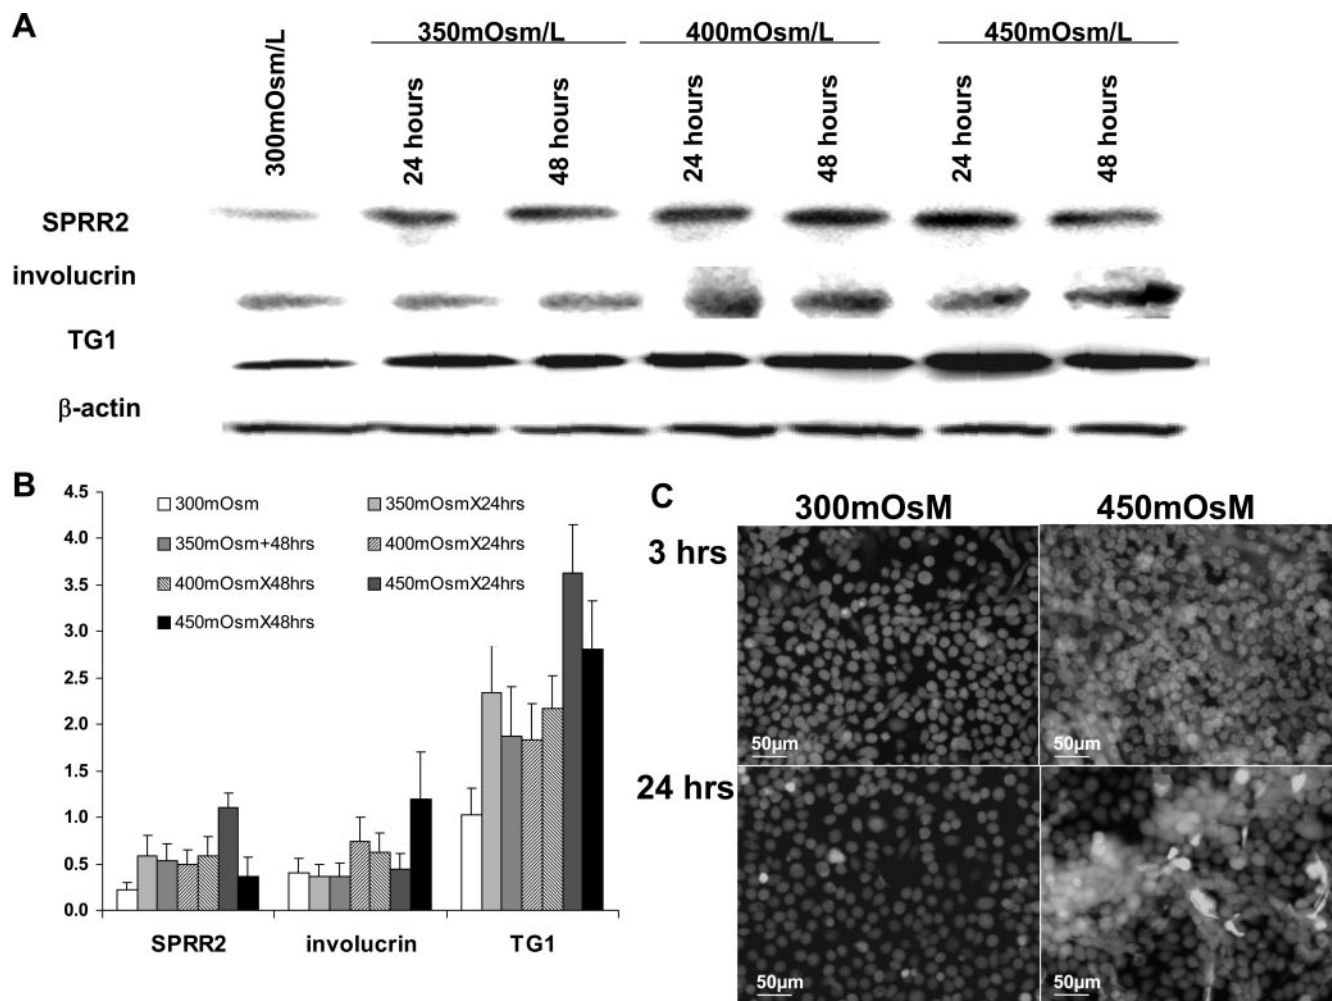 A
300mOsm/L
350mOsm/L
400mOsm/L
450mOsm/L
24 hours
48 hours
24 hours
48 hours
24 hours
48 hours
SPRR2
involucrin
TG1
β-actin
B
4.5
4.0
3.5
3.0
2.5
2.0
1.5
1.0
0.5
0.0
300mOsm
350mOsmX24hrs
350mOsm+48hrs
400mOsmX24hrs
400mOsmX48hrs
450mOsmX24hrs
450mOsmX48hrs
SPRR2
involucrin
TG1
C
300mOsM
450mOsM
3 hrs
50µm
50µm
24 hrs
50µm
50µm